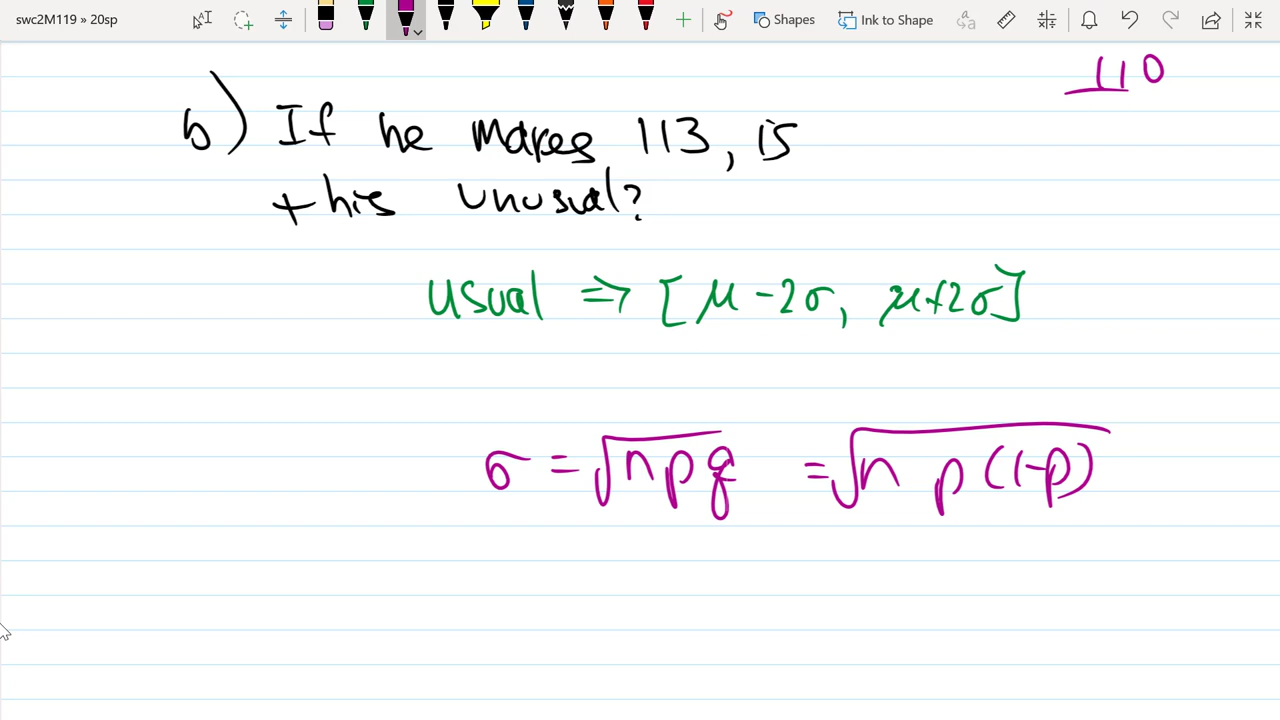 swc2M119 » 20sp
Shapes
Ink to Shape
110
b) If he makes 113, is
this unusual?
usual ⇒ [μ-2σ, μ+2σ]
σ = √npq = √n p(1-p)